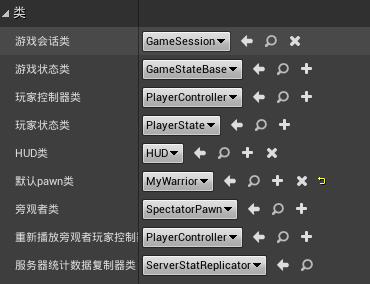 类
游戏会话类 GameSession
游戏状态类 GameStateBase
玩家控制器类 PlayerController
玩家状态类 PlayerState
HUD类 HUD
默认pawn类 MyWarrior
旁观者类 SpectatorPawn
重新播放旁观者玩家控制 PlayerController
服务器统计数据复制器类 ServerStatReplicator